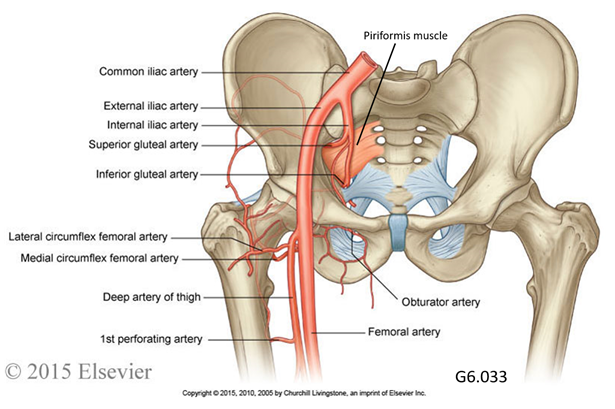 Piriformis muscle
Common iliac artery
External iliac artery
Internal iliac artery
Superior gluteal artery
Inferior gluteal artery
Lateral circumflex femoral artery
Medial circumflex femoral artery
Deep artery of thigh
Obturator artery
1st perforating artery
Femoral artery
© 2015 Elsevier
G6.033
Copyright © 2015, 2010, 2005 by Churchill Livingstone, an imprint of Elsevier Inc.